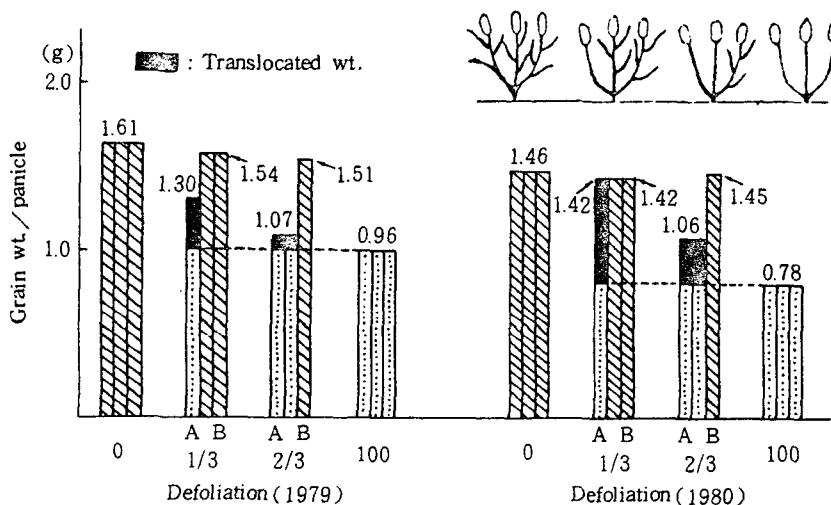 (g)
2.0
1.0
Grain wt./panicle
: Translocated wt.
1.61
1.30
1.54
1.07
1.51
0.96
A B A B
0 1/3 2/3 100
Defoliation (1979)
1.46
1.42
1.42
1.06
1.45
0.78
A B A B
0 1/3 2/3 100
Defoliation (1980)